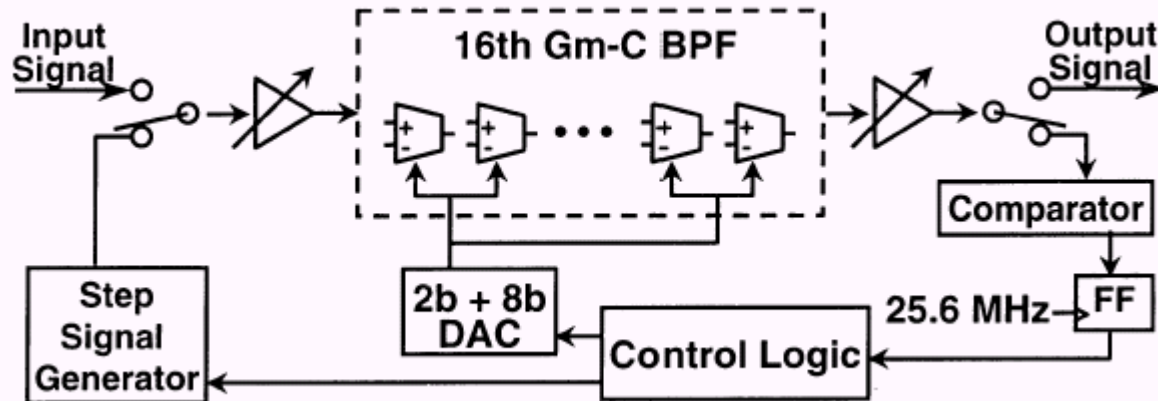 Input
Signal
16th Gm-C BPF
Output
Signal
+
-
+
-
+
-
+
-
Comparator
Step
Signal
Generator
2b + 8b
DAC
Control Logic
25.6 MHz
FF